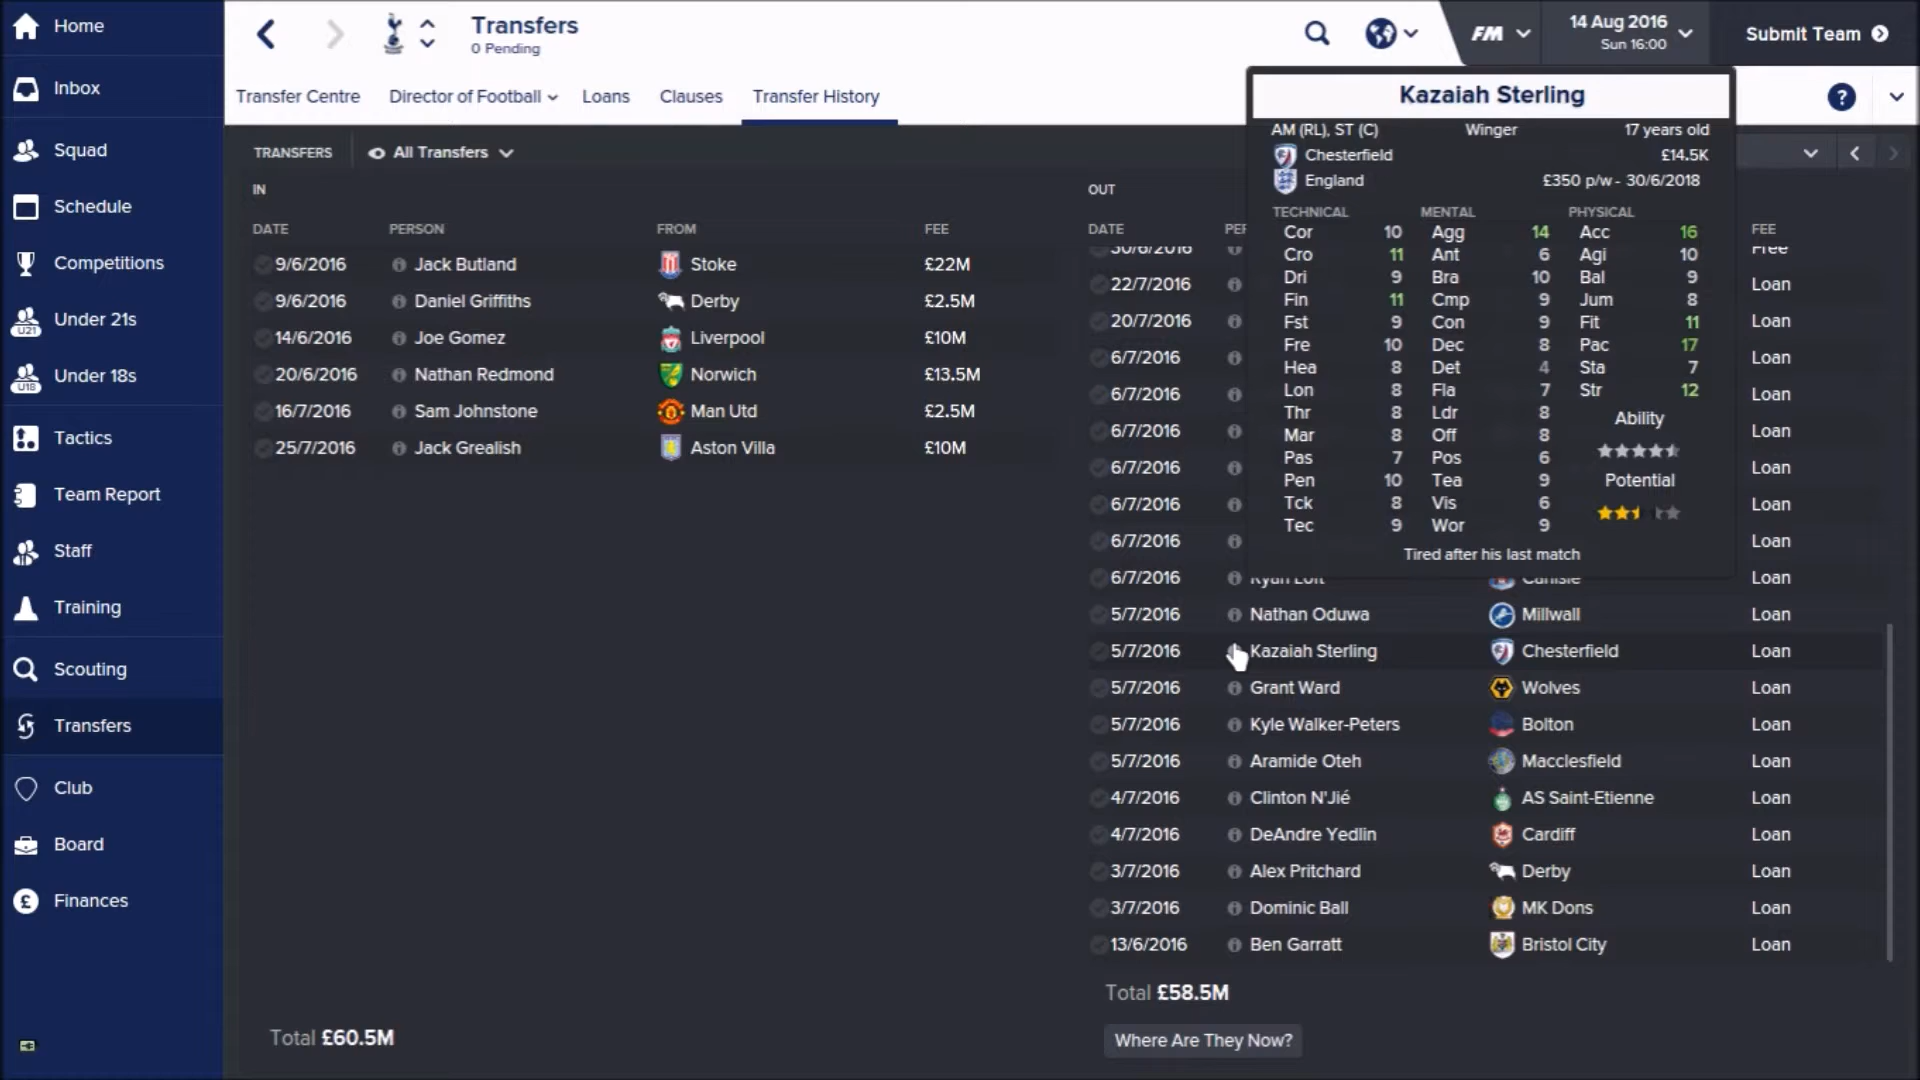 Home
Inbox
Squad
Schedule
Competitions
U21
Under 21s
U18
Under 18s
Tactics
Team Report
Staff
Training
Scouting
Transfers
Club
Board
£
Finances
Transfers
0 Pending
FM
14 Aug 2016
Sun 16:00
Submit Team
Transfer Centre
Director of Football
Loans
Clauses
Transfer History
?
TRANSFERS
All Transfers
IN
DATE PERSON FROM FEE
9/6/2016 Jack Butland Stoke £22M
9/6/2016 Daniel Griffiths Derby £2.5M
14/6/2016 Joe Gomez Liverpool £10M
20/6/2016 Nathan Redmond Norwich £13.5M
16/7/2016 Sam Johnstone Man Utd £2.5M
25/7/2016 Jack Grealish Aston Villa £10M
Total £60.5M
OUT
DATE PER FEE
30/6/2016 Free
22/7/2016 Loan
20/7/2016 Loan
6/7/2016 Loan
6/7/2016 Loan
6/7/2016 Loan
6/7/2016 Loan
6/7/2016 Loan
6/7/2016 Loan
6/7/2016 Ryan Loft Carlisle Loan
5/7/2016 Nathan Oduwa Millwall Loan
5/7/2016 Kazaiah Sterling Chesterfield Loan
5/7/2016 Grant Ward Wolves Loan
5/7/2016 Kyle Walker-Peters Bolton Loan
5/7/2016 Aramide Oteh Macclesfield Loan
4/7/2016 Clinton N'Jié AS Saint-Etienne Loan
4/7/2016 DeAndre Yedlin Cardiff Loan
3/7/2016 Alex Pritchard Derby Loan
3/7/2016 Dominic Ball MK Dons Loan
13/6/2016 Ben Garratt Bristol City Loan
Total £58.5M
Where Are They Now?
Kazaiah Sterling
AM (RL), ST (C) Winger 17 years old
Chesterfield £14.5K
England £350 p/w - 30/6/2018
TECHNICAL MENTAL PHYSICAL
Cor 10 Agg 14 Acc 16
Cro 11 Ant 6 Agi 10
Dri 9 Bra 10 Bal 9
Fin 11 Cmp 9 Jum 8
Fst 9 Con 9 Fit 11
Fre 10 Dec 8 Pac 17
Hea 8 Det 4 Sta 7
Lon 8 Fla 7 Str 12
Thr 8 Ldr 8 Ability
Mar 8 Off 8
Pas 7 Pos 6
Pen 10 Tea 9 Potential
Tck 8 Vis 6
Tec 9 Wor 9
Tired after his last match